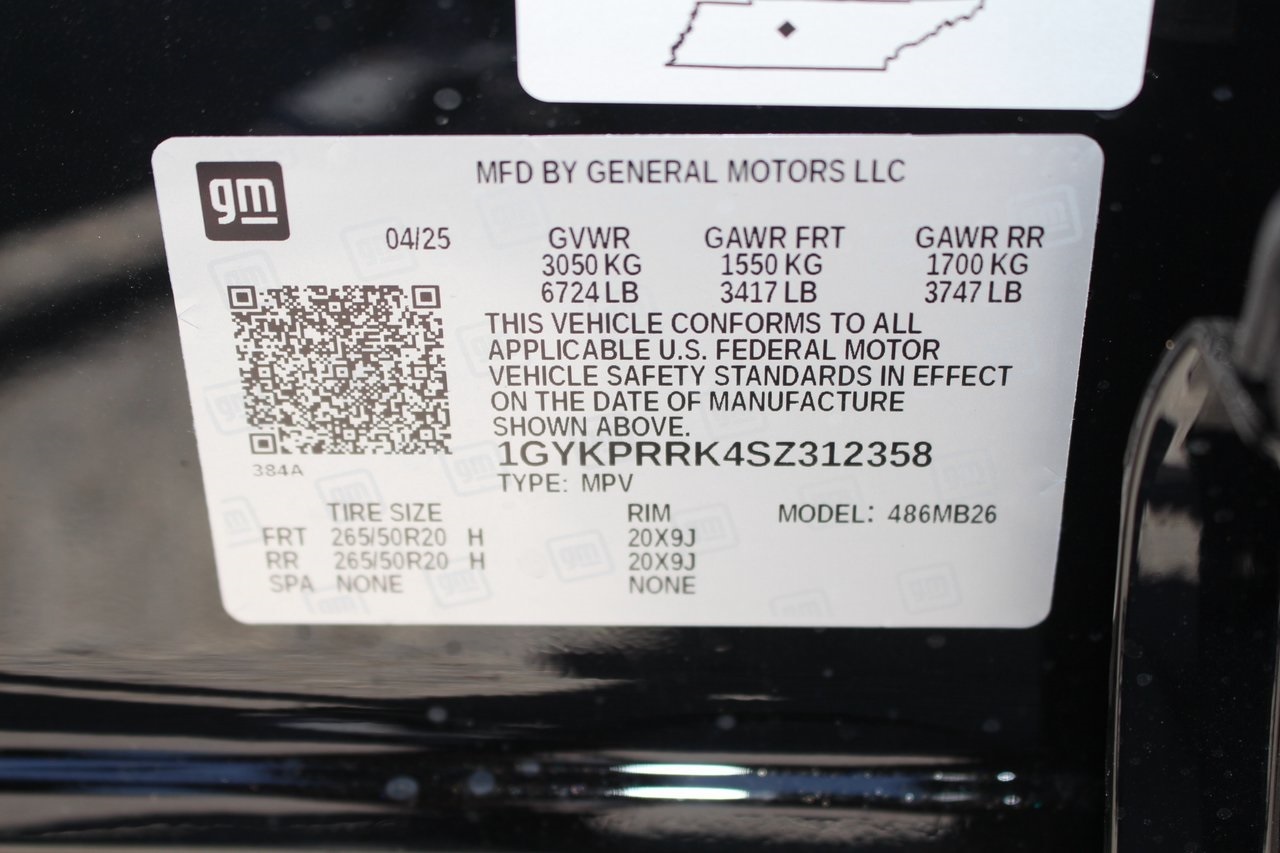 gm
MFD BY GENERAL MOTORS LLC
04/25 GVWR GAWR FRT GAWR RR
3050 KG 1550 KG 1700 KG
6724 LB 3417 LB 3747 LB
THIS VEHICLE CONFORMS TO ALL
APPLICABLE U.S. FEDERAL MOTOR
VEHICLE SAFETY STANDARDS IN EFFECT
ON THE DATE OF MANUFACTURE
SHOWN ABOVE.
1GYKPRRK4SZ312358
384A
TYPE: MPV
TIRE SIZE RIM MODEL: 486MB26
FRT 265/50R20 H 20X9J
RR 265/50R20 H 20X9J
SPA NONE NONE